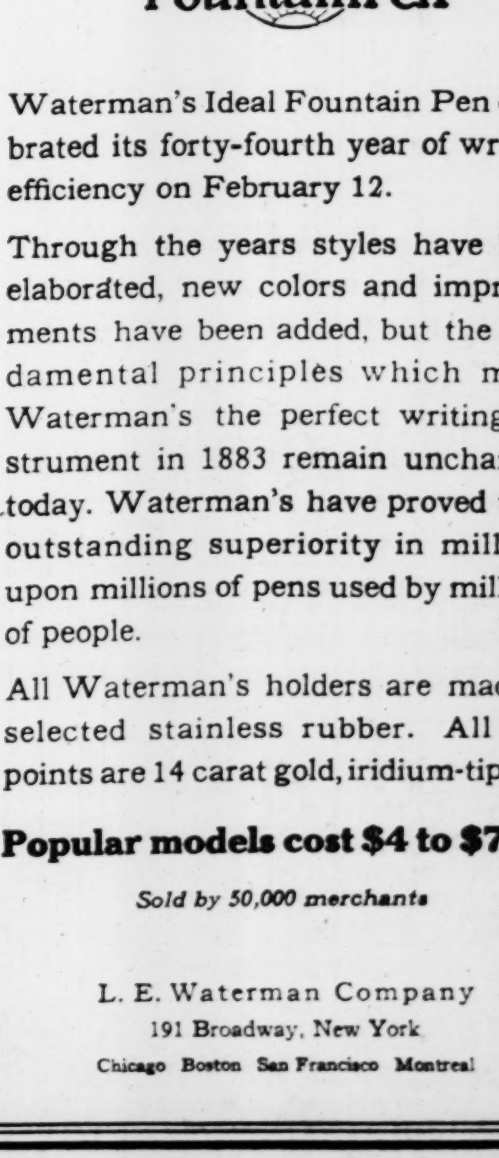 Fountain Pen
Waterman's Ideal Fountain Pen
brated its forty-fourth year of wr
efficiency on February 12.
Through the years styles have
elaborated, new colors and impr
ments have been added, but the
damental principles which m
Waterman's the perfect writing
strument in 1883 remain uncha
today. Waterman's have proved
outstanding superiority in mill
upon millions of pens used by mil
of people.
All Waterman's holders are mad
selected stainless rubber. All
points are 14 carat gold, iridium-tip
Popular models cost $4 to $7
Sold by 50,000 merchants
L. E. Waterman Company
191 Broadway, New York
Chicago Boston San Francisco Montreal